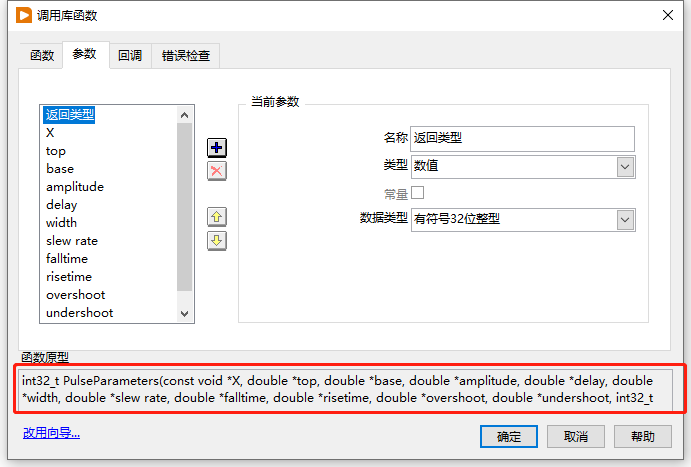 调用库函数
函数 参数 回调 错误检查
返回类型
X
top
base
amplitude
delay
width
slew rate
falltime
risetime
overshoot
undershoot
当前参数
名称 返回类型
类型 数值
常量
数据类型 有符号32位整型
函数原型
int32_t PulseParameters(const void *X, double *top, double *base, double *amplitude, double *delay, double
*width, double *slew rate, double *falltime, double *risetime, double *overshoot, double *undershoot, int32_t
改用向导...
确定 取消 帮助